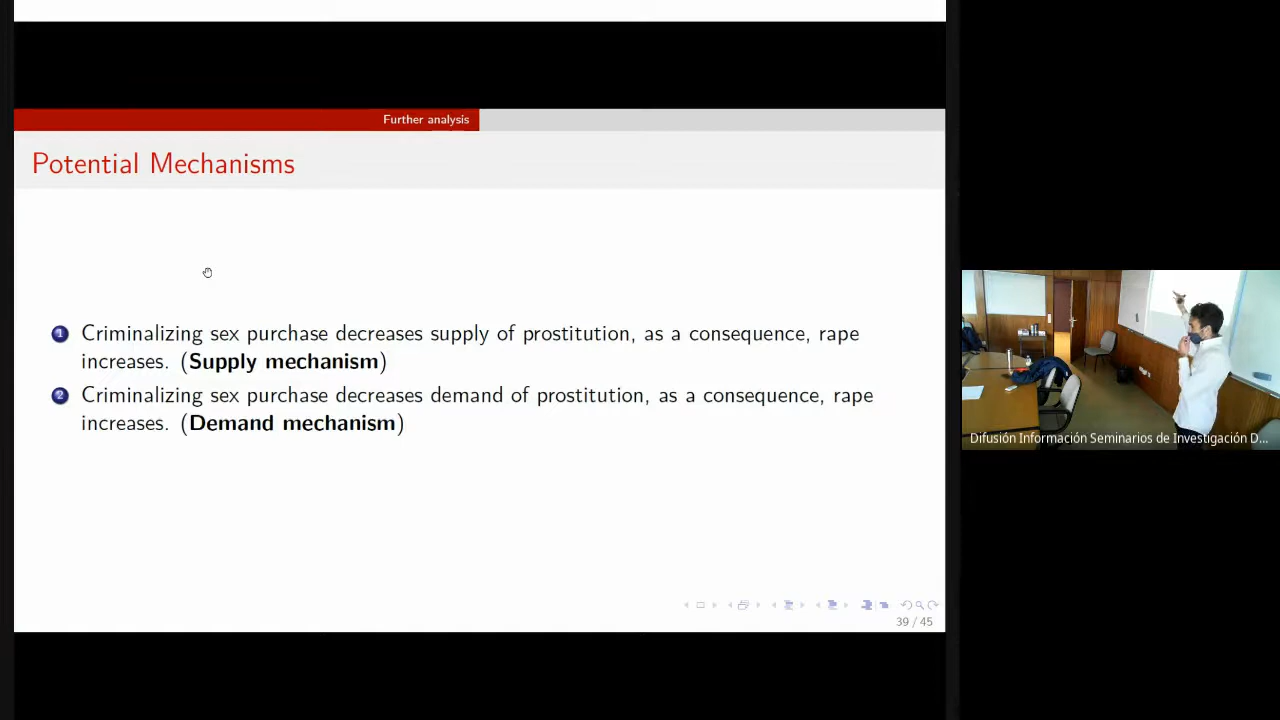 Further analysis
Potential Mechanisms
1 Criminalizing sex purchase decreases supply of prostitution, as a consequence, rape
increases. (Supply mechanism)
2 Criminalizing sex purchase decreases demand of prostitution, as a consequence, rape
increases. (Demand mechanism)
39 / 45
Difusión Información Seminarios de Investigación D...